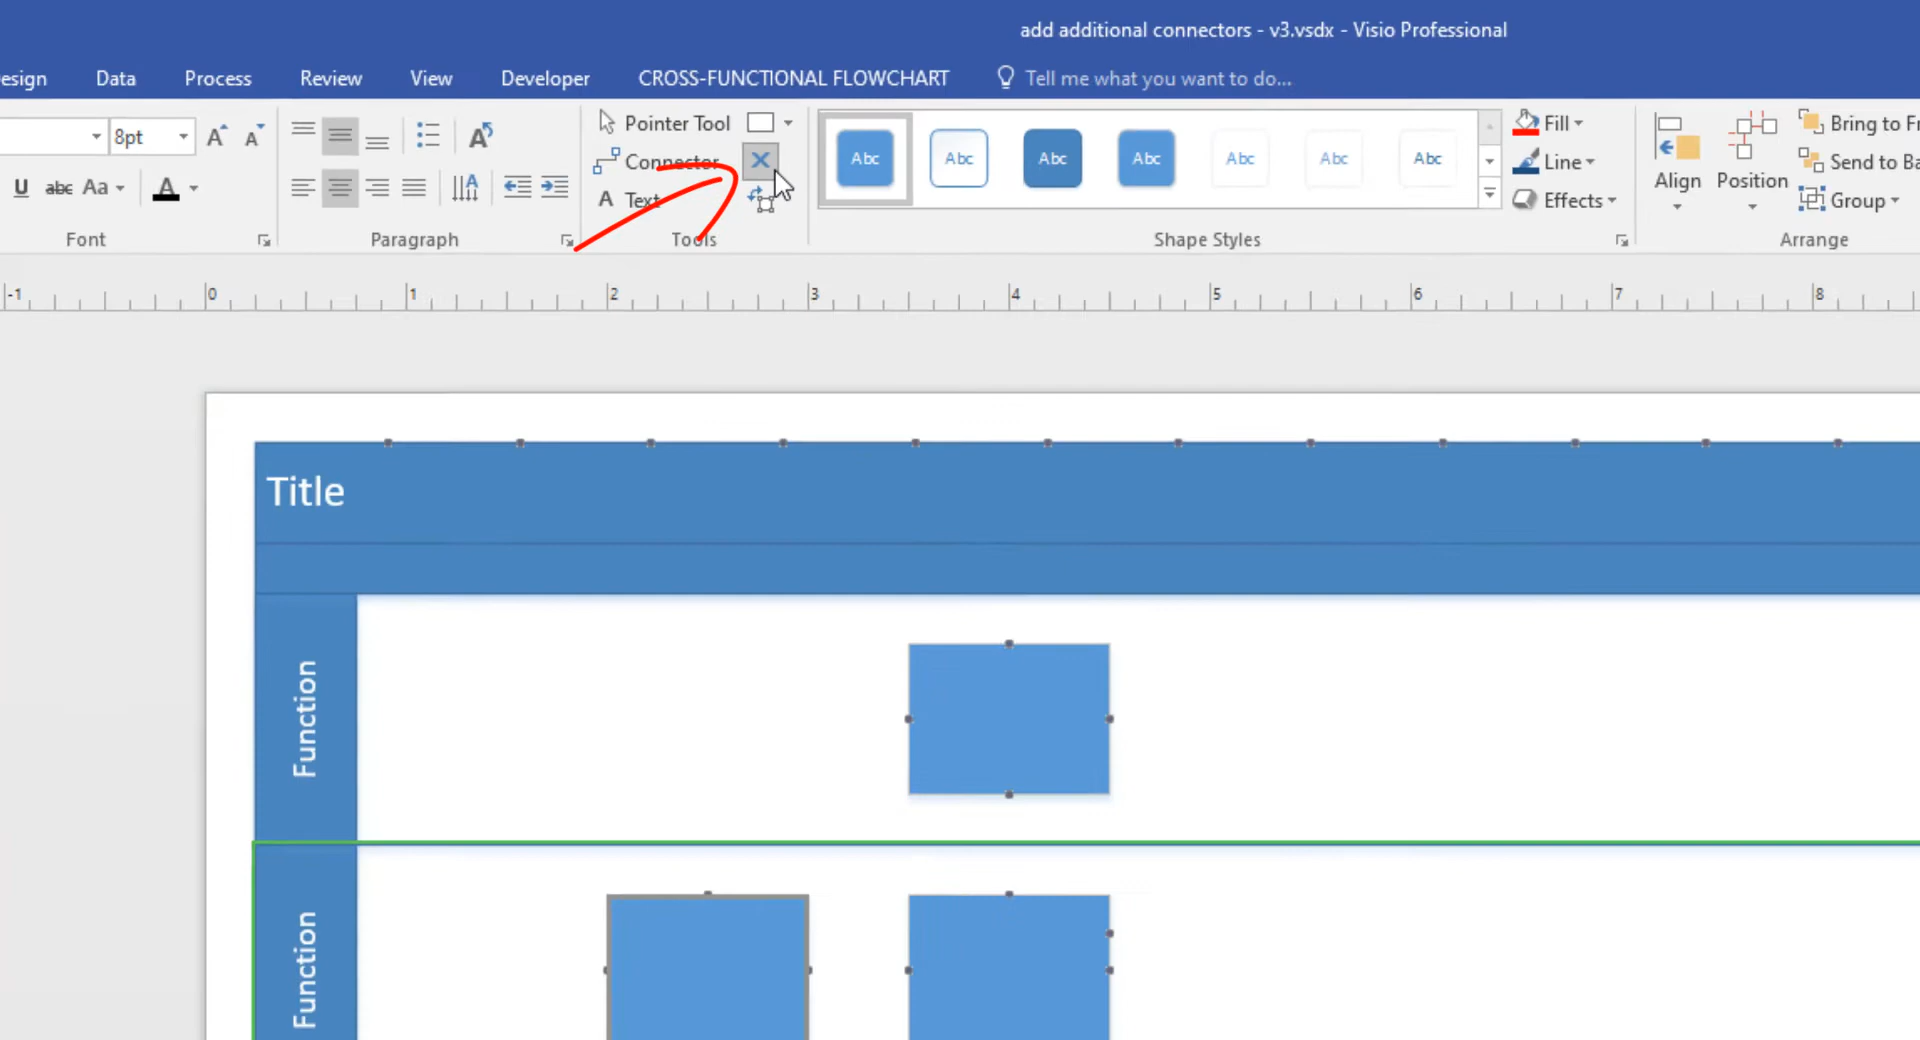 add additional connectors - v3.vsdx - Visio Professional
esign Data Process Review View Developer CROSS-FUNCTIONAL FLOWCHART Tell me what you want to do...
8pt A A A Pointer Tool Abc Abc Abc Abc Abc Abc Abc Fill Bring to Fr
Connector Line Align Position Send to Ba
U abc Aa A A A Text Effects Group
Font Paragraph Tools Shape Styles Arrange
-1 0 1 2 3 4 5 6 7 8
Title
Function
Function